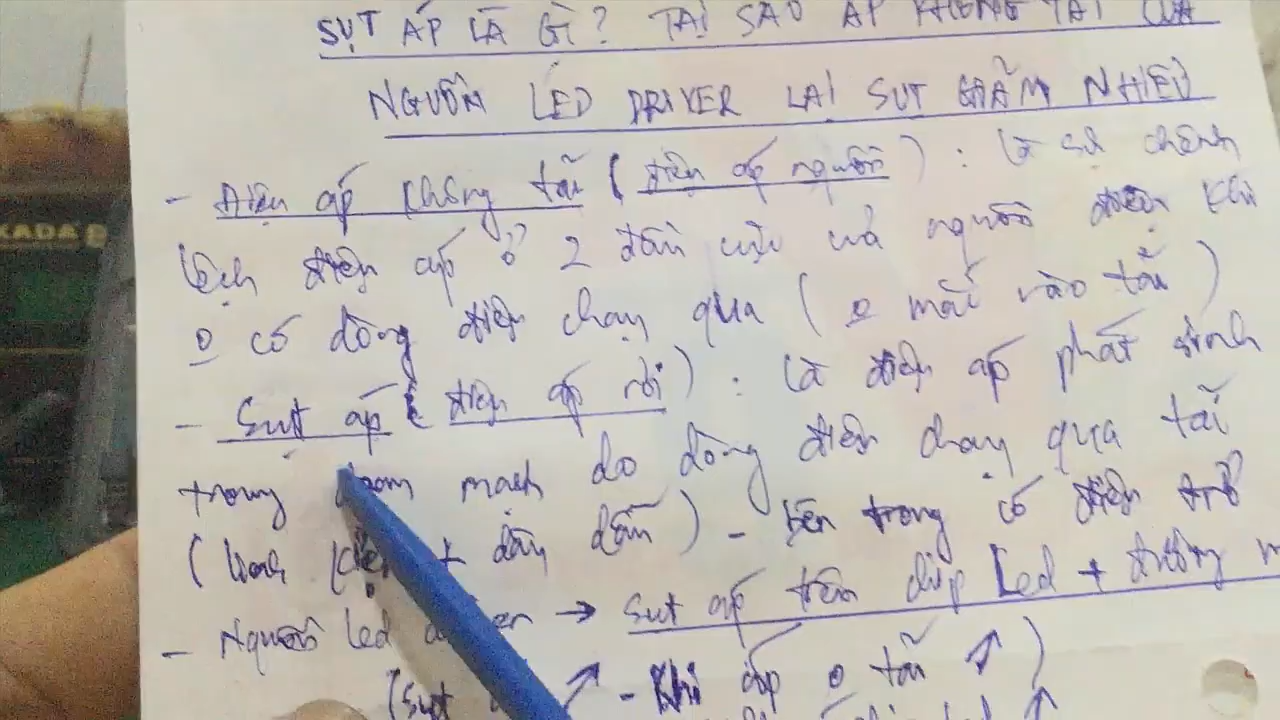 SỤT ÁP LÀ GÌ? TẠI SAO ÁP KHÔNG TẢI CỦA
NGUỒN LED DRIVER LẠI SỤT GIẢM NHIỀU
- Điện áp không tải (điện áp nguồn) : là sự chênh
lệch điện áp ở 2 đầu cực của nguồn điện khi
o có dòng điện chạy qua (o mắc vào tải)
- Sụt áp (điện áp rơi) : là điện áp phát sinh
trong đoạn mạch do dòng điện chạy qua tải
(linh kiện + dây dẫn) - bên trong có điện trở
- Nguồn led → sụt áp trên chip Led + đường
(sụt ↗ - Khi áp o tải ↗)
KADA